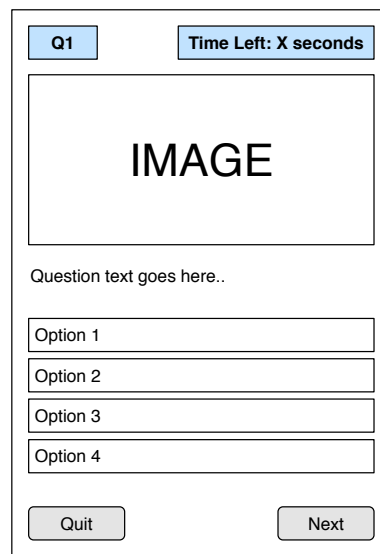 Q1
Time Left: X seconds
IMAGE
Question text goes here..
Option 1
Option 2
Option 3
Option 4
Quit
Next